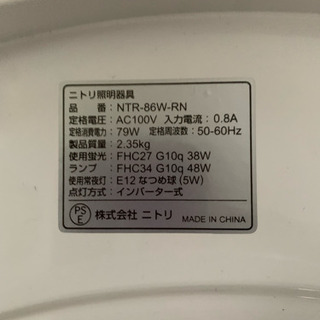 ニトリ照明器具
品 番 : NTR-86W-RN
定格電圧 : AC100V 入力電流 : 0.8A
定格消費電力 : 79W 定格周波数 : 50-60Hz
製品質量 : 2.35kg
使用蛍光 : FHC27 G10q 38W
ランプ : FHC34 G10q 48W
使用常夜灯 : E12 なつめ球 (5W)
点灯方式 : インバーター式
PS
E
株式会社 ニトリ MADE IN CHINA